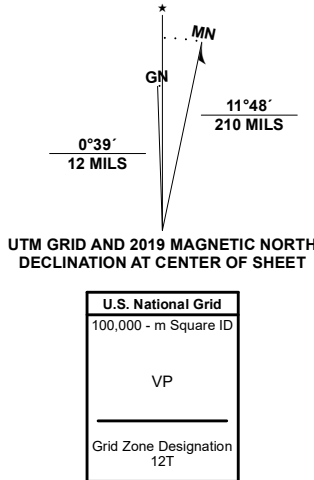 ★
MN
GN
11°48´
210 MILS
0°39´
12 MILS
UTM GRID AND 2019 MAGNETIC NORTH
DECLINATION AT CENTER OF SHEET
U.S. National Grid
100,000 - m Square ID
VP
Grid Zone Designation
12T